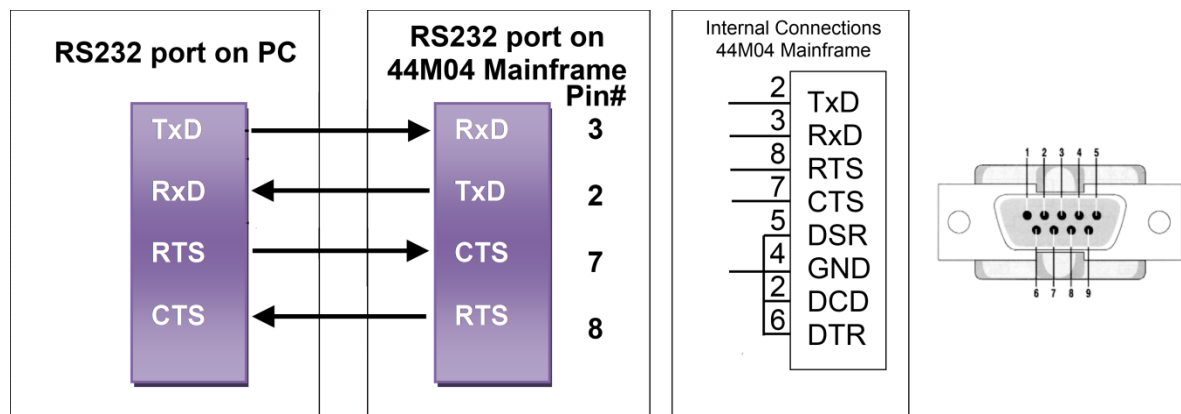 RS232 port on PC
TxD
RxD
RTS
CTS
RS232 port on
44M04 Mainframe
Pin#
RxD 3
TxD 2
CTS 7
RTS 8
Internal Connections
44M04 Mainframe
2 TxD
3 RxD
8 RTS
7 CTS
5 DSR
4 GND
2 DCD
6 DTR
1 2 3 4 5
6 7 8 9